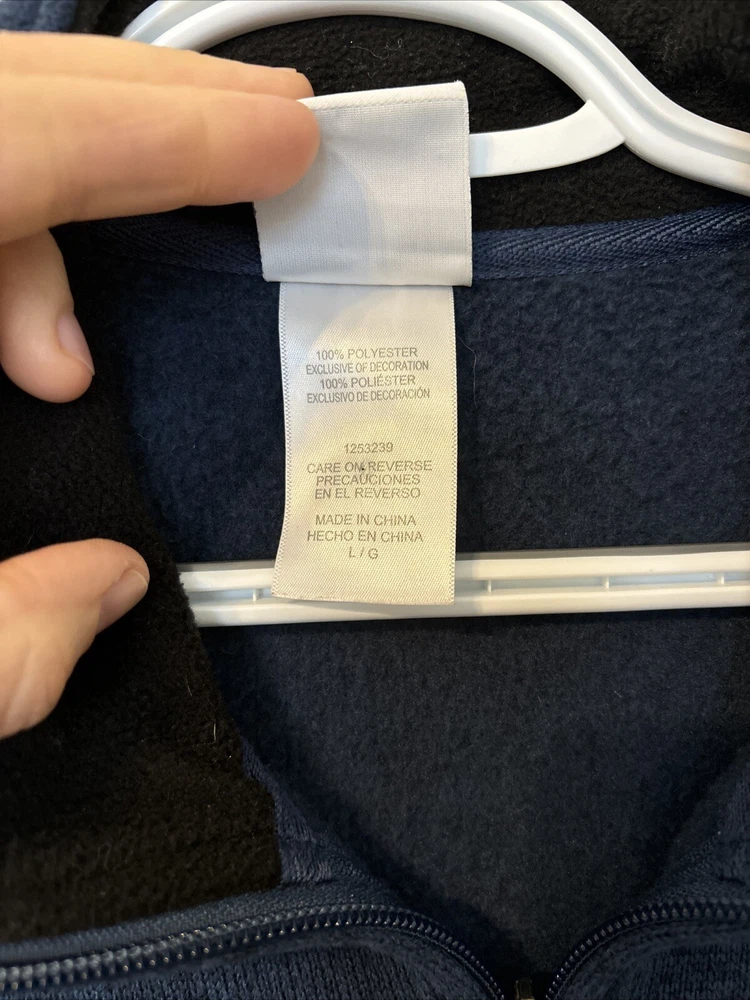 100% POLYESTER
EXCLUSIVE OF DECORATION
100% POLIÉSTER
EXCLUSIVO DE DECORACIÓN
1253239
CARE ON REVERSE
PRECAUCIONES
EN EL REVERSO
MADE IN CHINA
HECHO EN CHINA
L / G